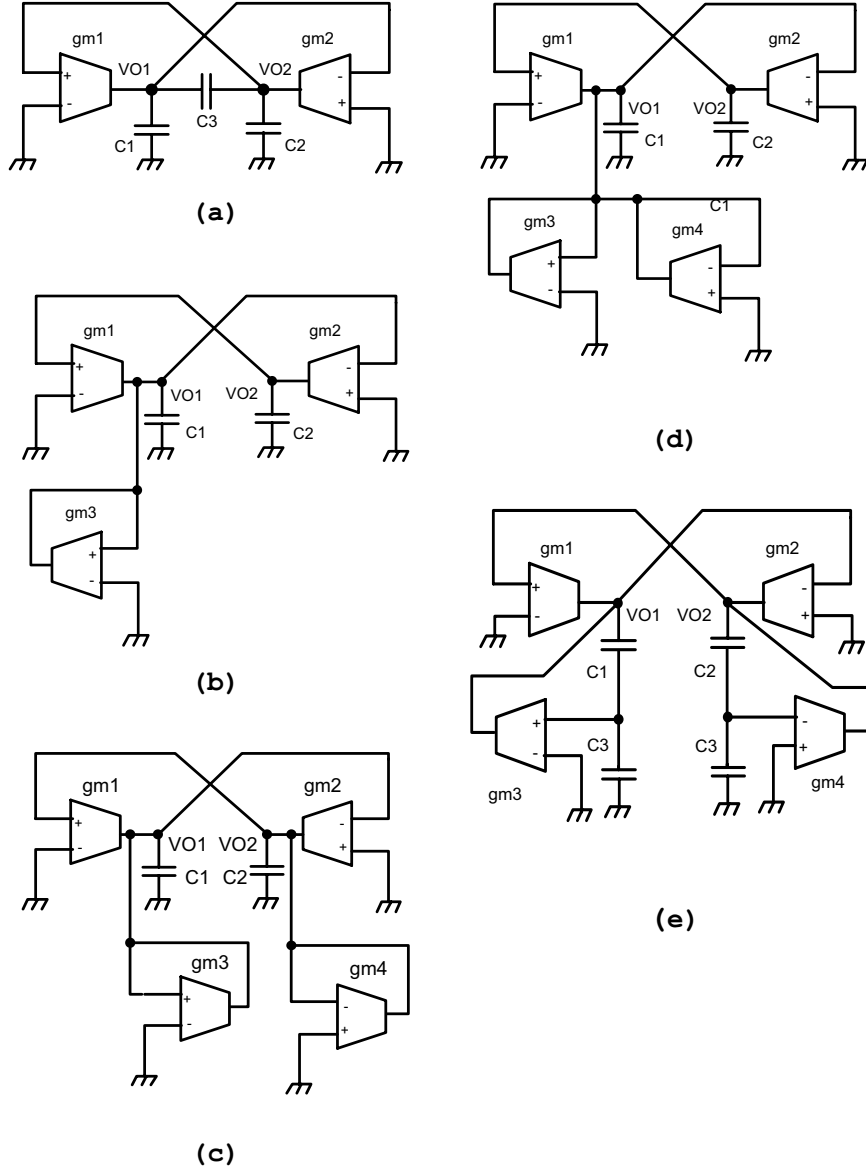 gm1
gm2
+
-
VO1
VO2
-
+
C3
C1
C2
(a)
gm1
gm2
+
-
VO1
VO2
-
+
C1
C2
gm3
+
-
(b)
gm1
gm2
+
-
VO1
VO2
-
+
C1
C2
gm3
+
-
gm4
-
+
(c)
gm1
gm2
+
-
VO1
VO2
-
+
C1
C2
C1
gm3
+
-
gm4
-
+
(d)
gm1
gm2
+
-
VO1
VO2
-
+
C1
C2
+
-
C3
C3
-
+
gm3
gm4
(e)